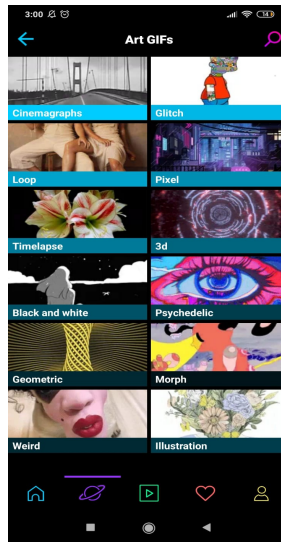 3:00
Art GIFs
Cinemagraphs
Glitch
Loop
Pixel
Timelapse
3d
Black and white
Psychedelic
Geometric
Morph
Weird
Illustration